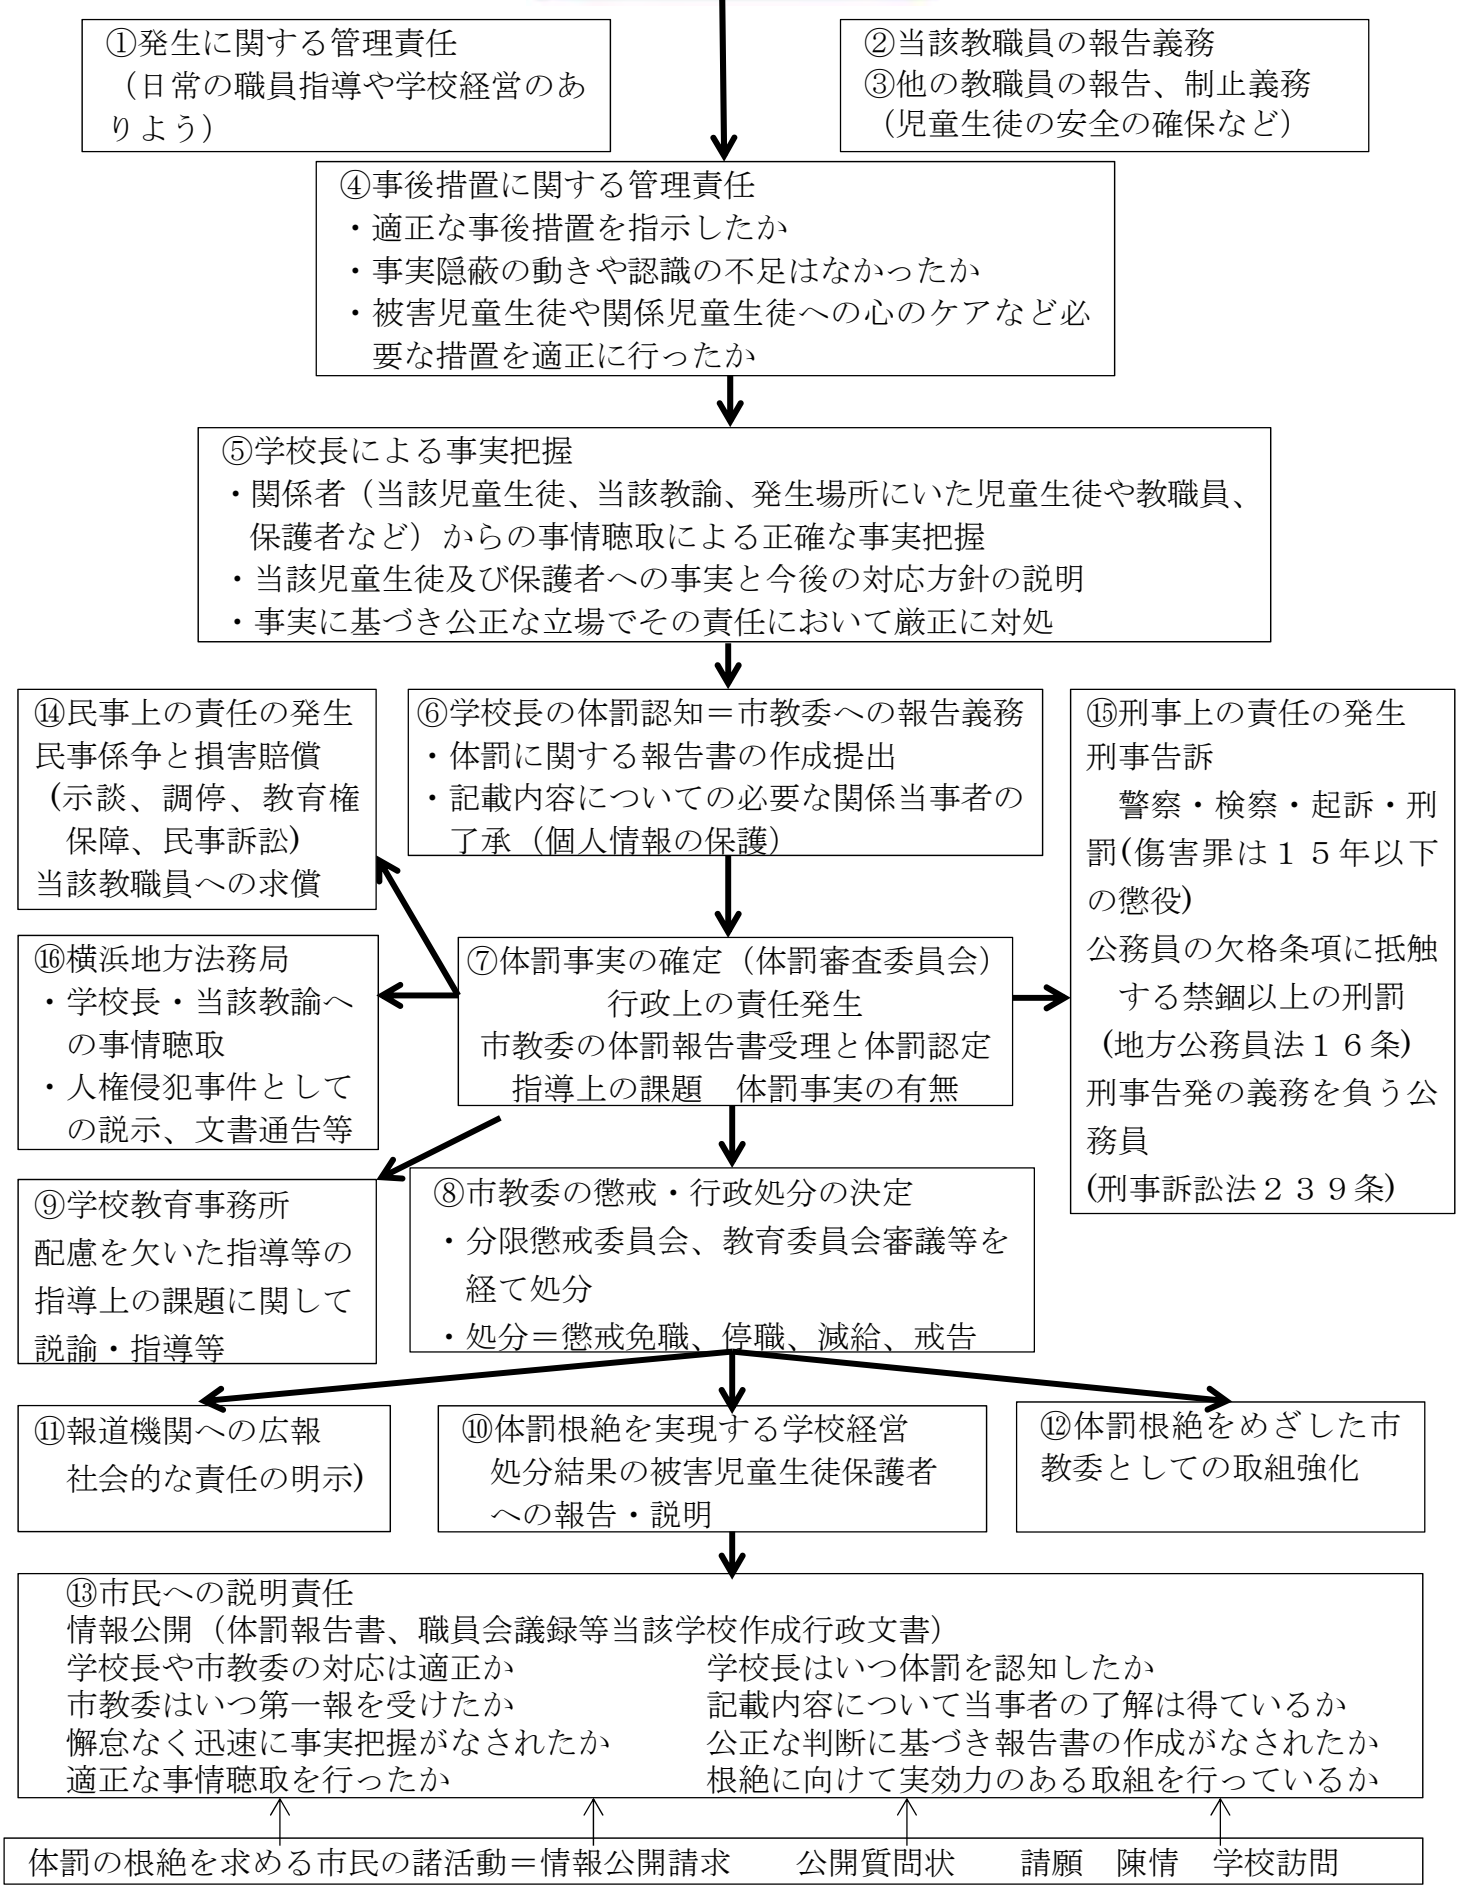 ①発生に関する管理責任
（日常の職員指導や学校経営のあ
りよう）
②当該教職員の報告義務
③他の教職員の報告、制止義務
（児童生徒の安全の確保など）
④事後措置に関する管理責任
・適正な事後措置を指示したか
・事実隠蔽の動きや認識の不足はなかったか
・被害児童生徒や関係児童生徒への心のケアなど必
要な措置を適正に行ったか
⑤学校長による事実把握
・関係者（当該児童生徒、当該教諭、発生場所にいた児童生徒や教職員、
保護者など）からの事情聴取による正確な事実把握
・当該児童生徒及び保護者への事実と今後の対応方針の説明
・事実に基づき公正な立場でその責任において厳正に対処
⑭民事上の責任の発生
民事係争と損害賠償
(示談、調停、教育権
保障、民事訴訟)
当該教職員への求償
⑥学校長の体罰認知＝市教委への報告義務
・体罰に関する報告書の作成提出
・記載内容についての必要な関係当事者の
了承（個人情報の保護）
⑮刑事上の責任の発生
刑事告訴
警察・検察・起訴・刑
罰(傷害罪は１５年以下
の懲役)
公務員の欠格条項に抵触
する禁錮以上の刑罰
(地方公務員法１６条)
刑事告発の義務を負う公
務員
(刑事訴訟法２３９条)
⑯横浜地方法務局
・学校長・当該教諭へ
の事情聴取
・人権侵犯事件として
の説示、文書通告等
⑦体罰事実の確定（体罰審査委員会）
行政上の責任発生
市教委の体罰報告書受理と体罰認定
指導上の課題　体罰事実の有無
⑨学校教育事務所
配慮を欠いた指導等の
指導上の課題に関して
説諭・指導等
⑧市教委の懲戒・行政処分の決定
・分限懲戒委員会、教育委員会審議等を
経て処分
・処分＝懲戒免職、停職、減給、戒告
⑪報道機関への広報
社会的な責任の明示)
⑩体罰根絶を実現する学校経営
処分結果の被害児童生徒保護者
への報告・説明
⑫体罰根絶をめざした市
教委としての取組強化
⑬市民への説明責任
情報公開（体罰報告書、職員会議録等当該学校作成行政文書）
学校長や市教委の対応は適正か　学校長はいつ体罰を認知したか
市教委はいつ第一報を受けたか　記載内容について当事者の了解は得ているか
懈怠なく迅速に事実把握がなされたか　公正な判断に基づき報告書の作成がなされたか
適正な事情聴取を行ったか　根絶に向けて実効力のある取組を行っているか
体罰の根絶を求める市民の諸活動＝情報公開請求　公開質問状　請願　陳情　学校訪問